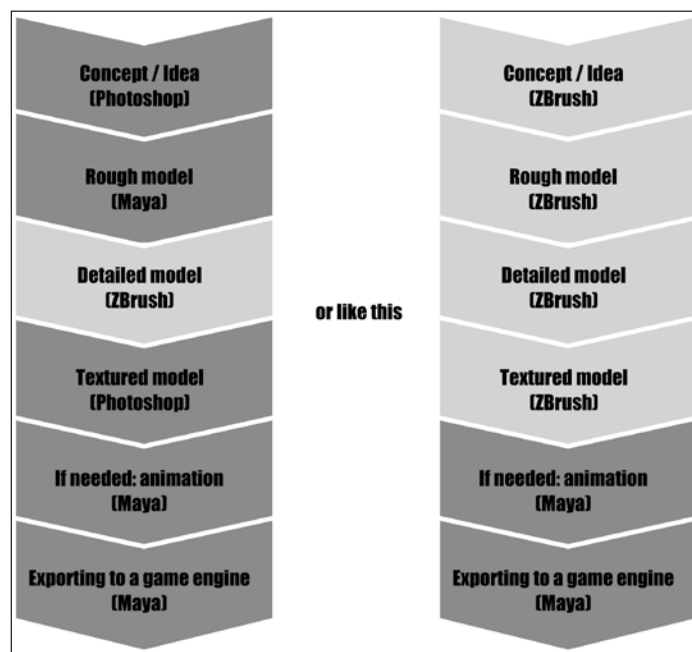 Concept / Idea
(Photoshop)
Rough model
(Maya)
Detailed model
(ZBrush)
Textured model
(Photoshop)
If needed: animation
(Maya)
Exporting to a game engine
(Maya)
or like this
Concept / Idea
(ZBrush)
Rough model
(ZBrush)
Detailed model
(ZBrush)
Textured model
(ZBrush)
If needed: animation
(Maya)
Exporting to a game engine
(Maya)